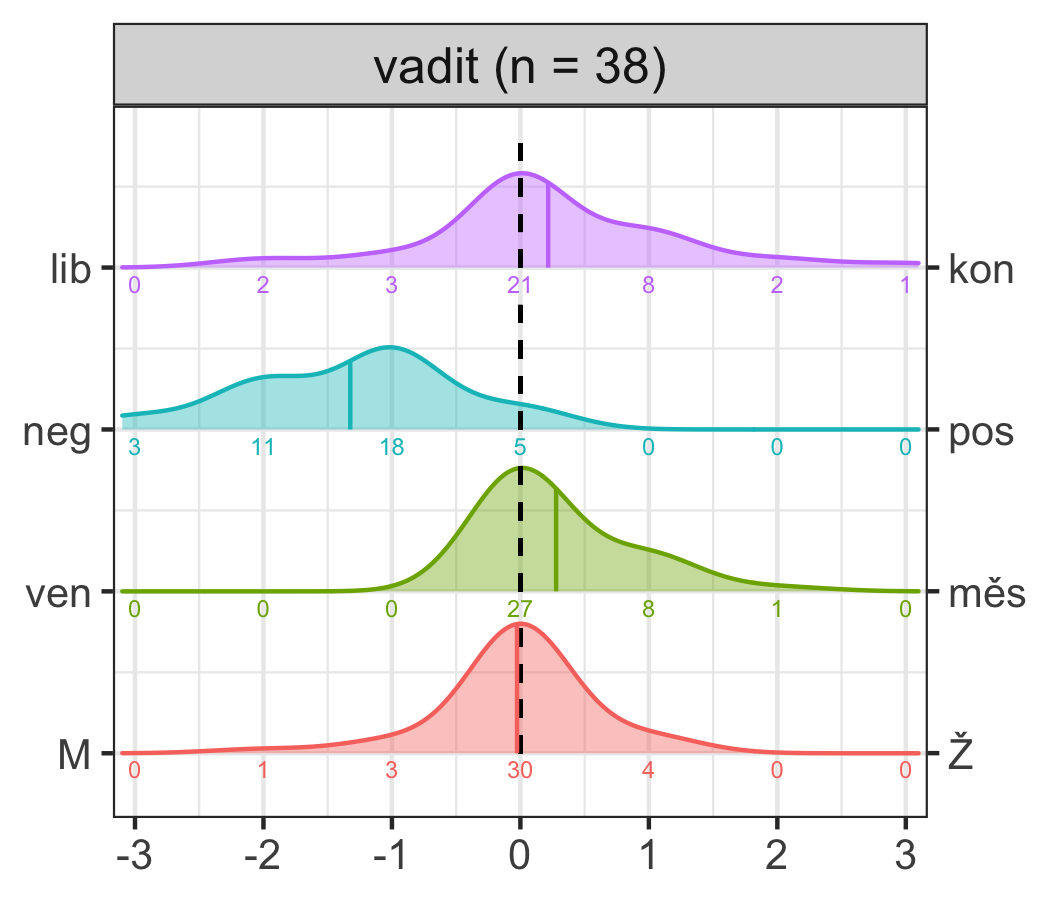 vadit (n = 38)
lib kon
0 2 3 21 8 2 1
neg pos
3 11 18 5 0 0 0
ven měs
0 0 0 27 8 1 0
M Ž
0 1 3 30 4 0 0
-3 -2 -1 0 1 2 3